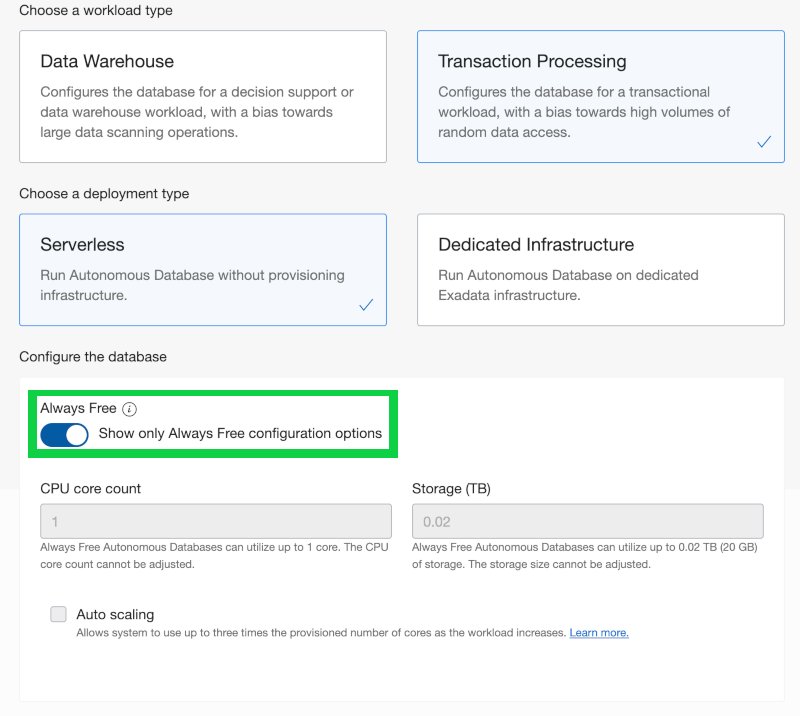 Choose a workload type
Data Warehouse
Configures the database for a decision support or
data warehouse workload, with a bias towards
large data scanning operations.
Transaction Processing
Configures the database for a transactional
workload, with a bias towards high volumes of
random data access.
Choose a deployment type
Serverless
Run Autonomous Database without provisioning
infrastructure.
Dedicated Infrastructure
Run Autonomous Database on dedicated
Exadata infrastructure.
Configure the database
Always Free i
Show only Always Free configuration options
CPU core count
1
Always Free Autonomous Databases can utilize up to 1 core. The CPU
core count cannot be adjusted.
Storage (TB)
0.02
Always Free Autonomous Databases can utilize up to 0.02 TB (20 GB)
of storage. The storage size cannot be adjusted.
Auto scaling
Allows system to use up to three times the provisioned number of cores as the workload increases. Learn more.